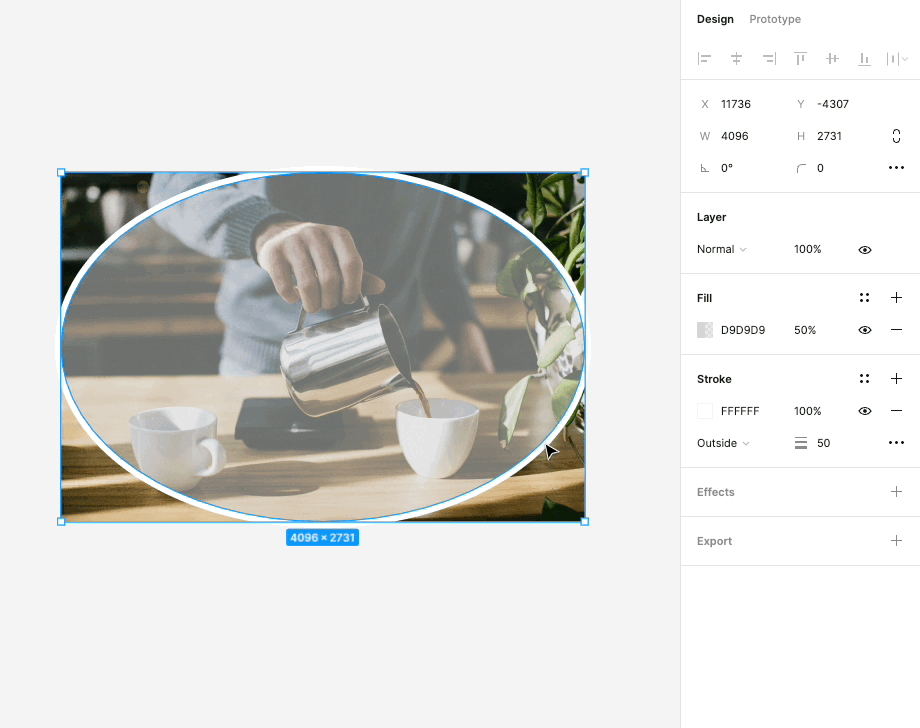 Design Prototype
X 11736 Y -4307
W 4096 H 2731
0° 0
Layer
Normal 100%
Fill
D9D9D9 50%
Stroke
FFFFFF 100%
Outside 50
Effects
Export
4096 × 2731